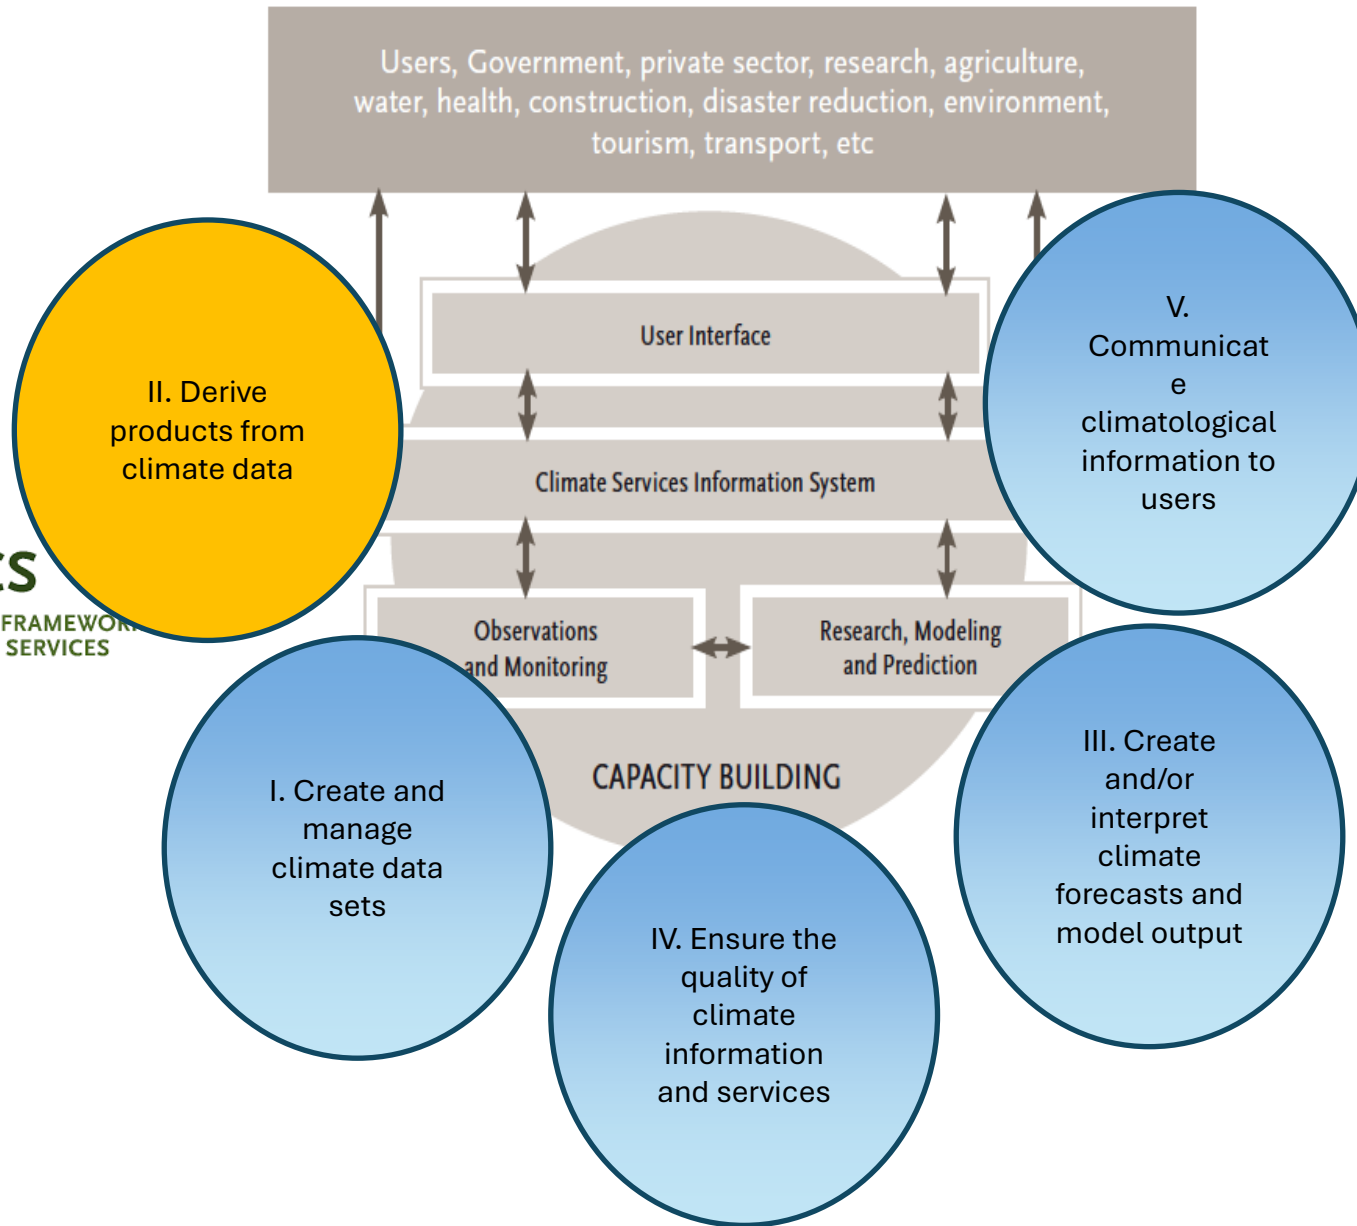 Users, Government, private sector, research, agriculture,
water, health, construction, disaster reduction, environment,
tourism, transport, etc
User Interface
Climate Services Information System
Observations
and Monitoring
Research, Modeling
and Prediction
CAPACITY BUILDING
II. Derive
products from
climate data
V.
Communicat
e
climatological
information to
users
FRAMEWORK
SERVICES
I. Create and
manage
climate data
sets
III. Create
and/or
interpret
climate
forecasts and
model output
IV. Ensure the
quality of
climate
information
and services